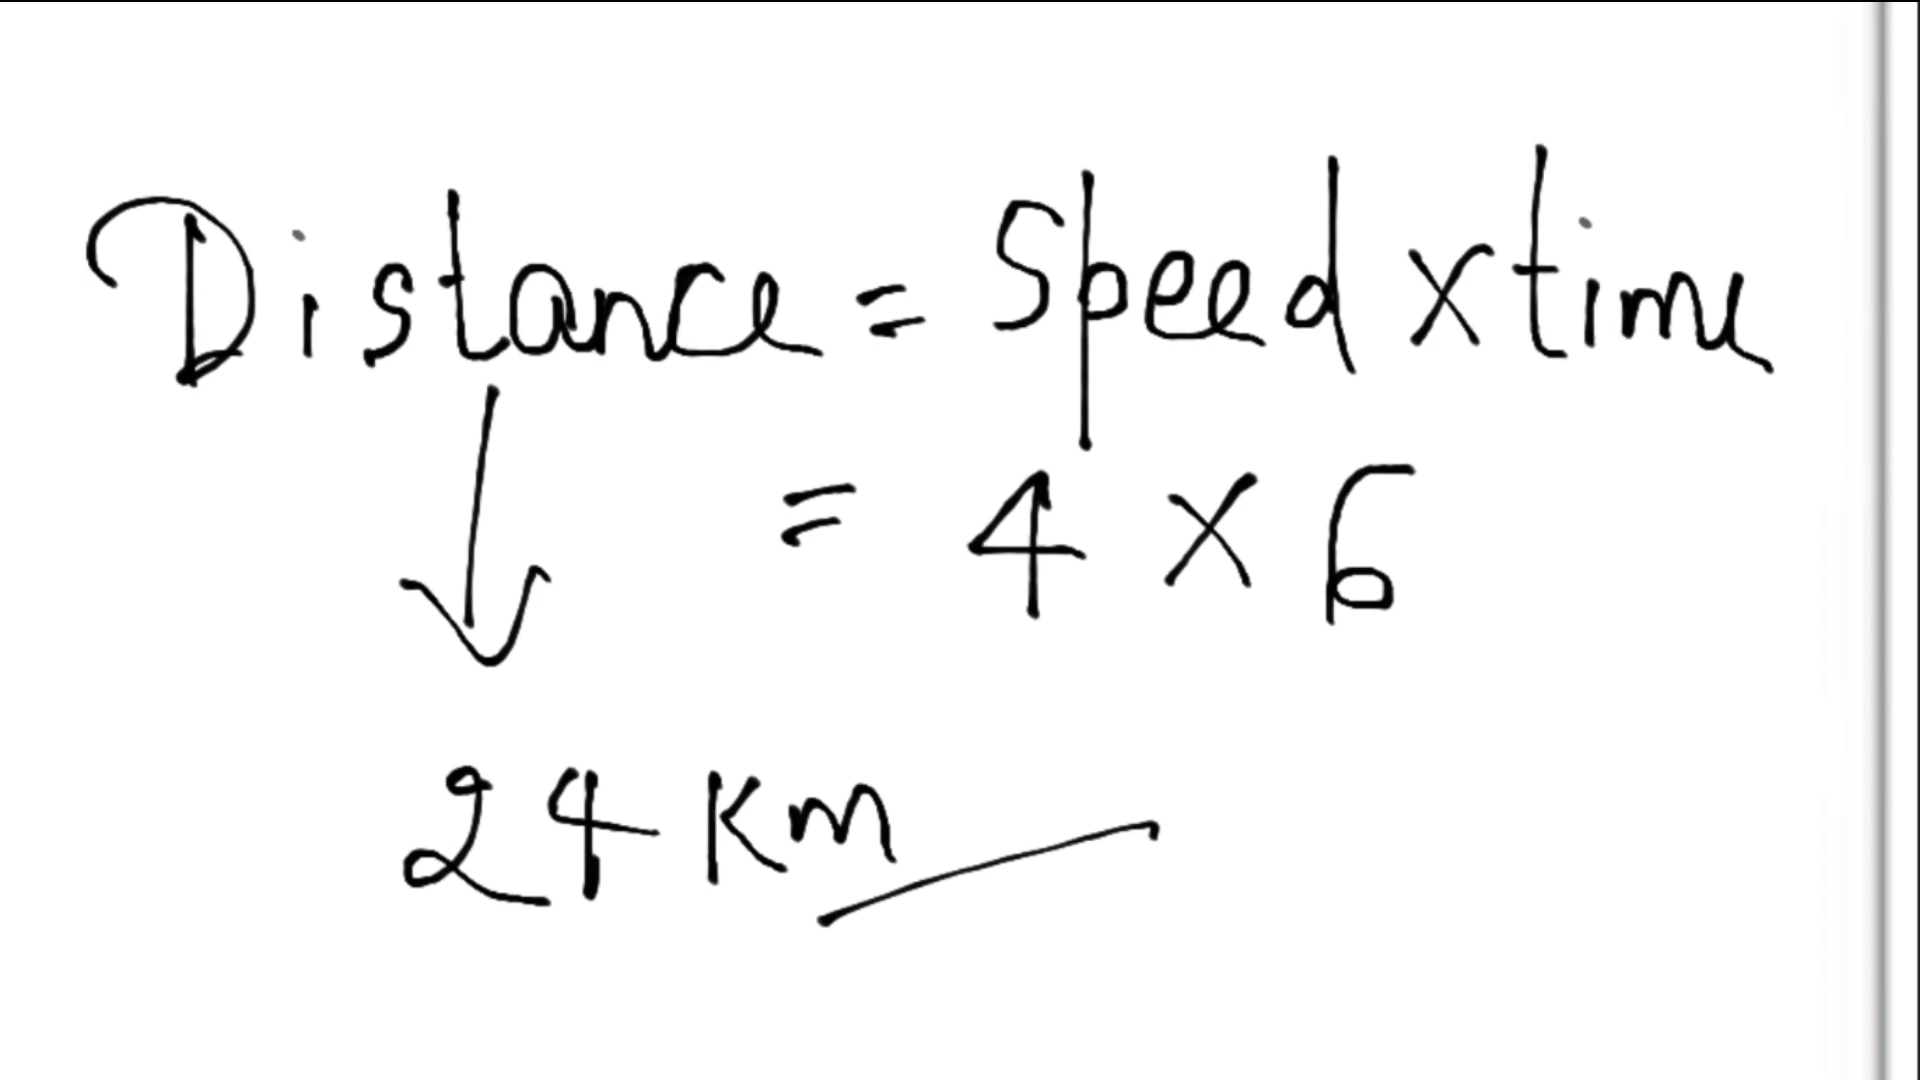 Distance = Speed x time
= 4 x 6
24 Km